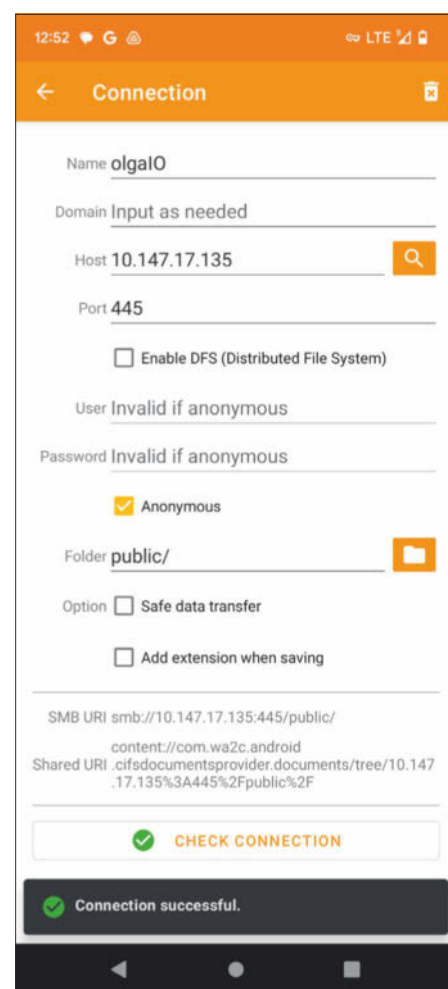 12:52 G LTE
Connection
Name olgaIO
Domain Input as needed
Host 10.147.17.135
Port 445
Enable DFS (Distributed File System)
User Invalid if anonymous
Password Invalid if anonymous
Anonymous
Folder public/
Option Safe data transfer
Add extension when saving
SMB URI smb://10.147.17.135:445/public/
content://com.wa2c.android
Shared URI .cifsdocumentsprovider.documents/tree/10.147
.17.135%3A445%2Fpublic%2F
CHECK CONNECTION
Connection successful.